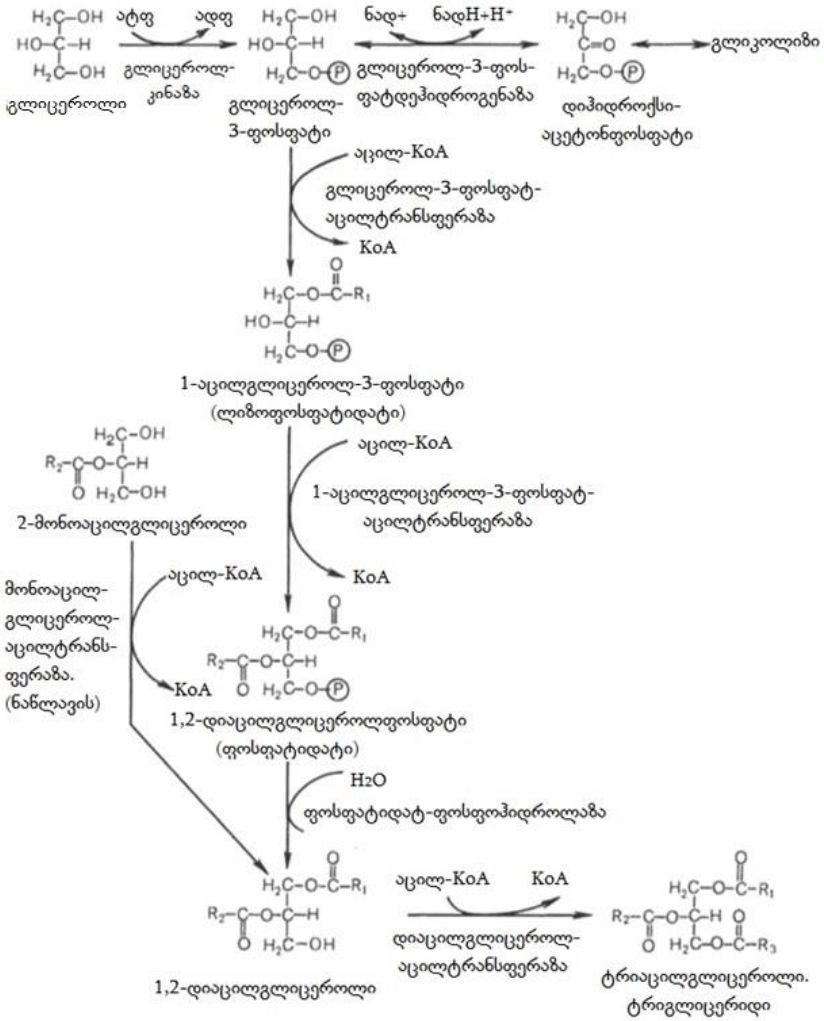 H₂C–OH
HO–C–H
H₂C–OH
გლიცეროლი
ატფ
ადფ
გლიცეროლ-
კინაზა
H₂C–OH
HO–C–H
H₂C–O–P
გლიცეროლ-
3-ფოსფატი
ნად+
ნადH+H⁺
გლიცეროლ-3-ფოს-
ფატდეჰიდროგენაზა
H₂C–OH
C=O
H₂C–O–P
დიჰიდროქსი-
აცეტონფოსფატი
გლიკოლიზი
აცილ-KoA
გლიცეროლ-3-ფოსფატ-
აცილტრანსფერაზა
KoA
O
H₂C–O–C–R₁
HO–C–H
H₂C–O–P
1-აცილგლიცეროლ-3-ფოსფატი
(ლიზოფოსფატიდატი)
აცილ-KoA
1-აცილგლიცეროლ-3-ფოსფატ-
აცილტრანსფერაზა
KoA
H₂C–OH
R₂–C–O–C–H
O H₂C–OH
2-მონოაცილგლიცეროლი
აცილ-KoA
მონოაცილ-
გლიცეროლ-
აცილტრანს-
ფერაზა.
(ნაწლავის)
KoA
O
H₂C–O–C–R₁
R₂–C–O–C–H
O H₂C–O–P
1,2-დიაცილგლიცეროლფოსფატი
(ფოსფატიდატი)
H2O
ფოსფატიდატ-ფოსფოჰიდროლაზა
O
H₂C–O–C–R₁
R₂–C–O–C–H
O H₂C–OH
1,2-დიაცილგლიცეროლი
აცილ-KoA
KoA
დიაცილგლიცეროლ-
აცილტრანსფერაზა
O
H₂C–O–C–R₁
R₂–C–O–C–H O
O H₂C–O–C–R₃
ტრიაცილგლიცეროლი.
ტრიგლიცერიდი